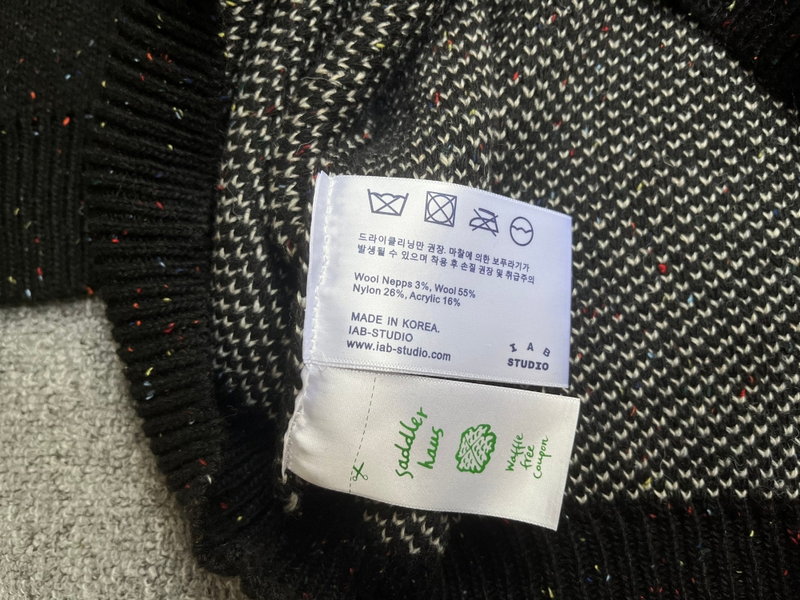 드라이클리닝만 권장. 마찰에 의한 보푸라기가
발생될 수 있으며 착용 후 손질 권장 및 취급주의
Wool Nepps 3%, Wool 55%
Nylon 26%, Acrylic 16%
MADE IN KOREA.
IAB-STUDIO
www.iab-studio.com
IAB
STUDIO
Saddler
haus
Waffle
free
Coupon